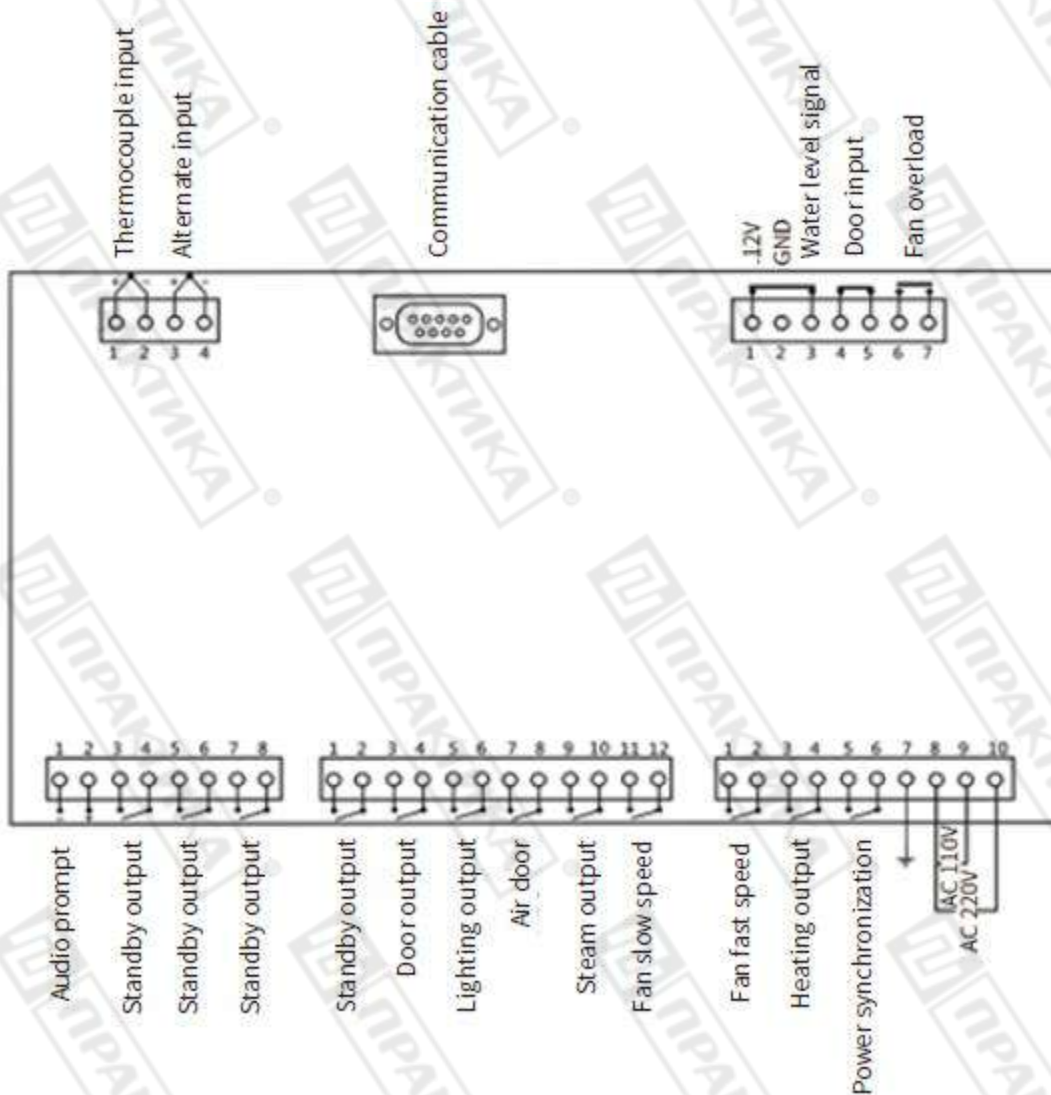 Thermocouple input
Alternate input
Communication cable
.12V
GND
Water level signal
Door input
Fan overload
+ - + -
1 2 3 4
1 2 3 4 5 6 7
1 2 3 4 5 6 7 8
1 2 3 4 5 6 7 8 9 10 11 12
1 2 3 4 5 6 7 8 9 10
- +
Audio prompt
Standby output
Standby output
Standby output
Standby output
Door output
Lighting output
Air door
Steam output
Fan slow speed
Fan fast speed
Heating output
Power synchronization
AC 110V
AC 220V
ПРАКТИКА